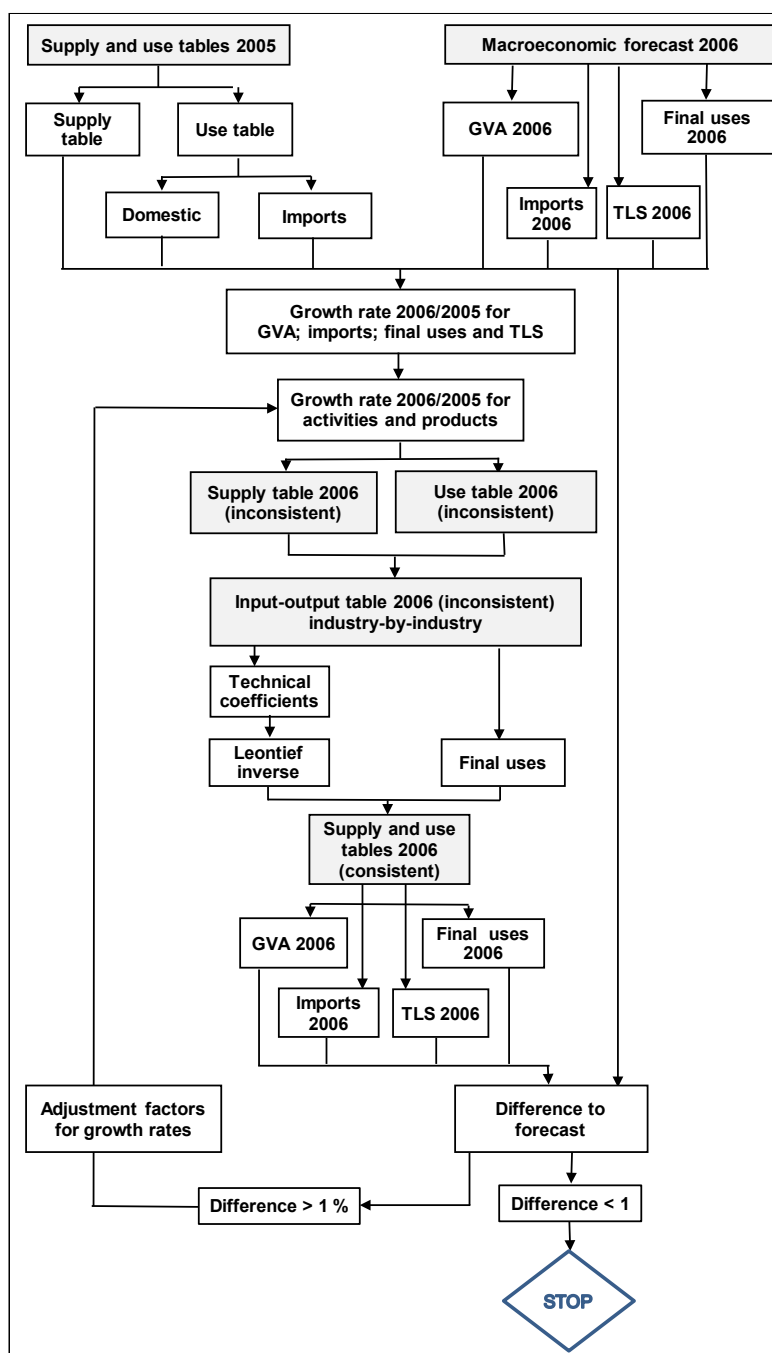 Supply and use tables 2005
Macroeconomic forecast 2006
Supply
table
Use table
GVA 2006
Final uses
2006
Domestic
Imports
Imports
2006
TLS 2006
Growth rate 2006/2005 for
GVA; imports; final uses and TLS
Growth rate 2006/2005 for
activities and products
Supply table 2006
(inconsistent)
Use table 2006
(inconsistent)
Input-output table 2006 (inconsistent)
industry-by-industry
Technical
coefficients
Leontief
inverse
Final uses
Supply and use
tables 2006
(consistent)
GVA 2006
Final uses
2006
Imports
2006
TLS 2006
Adjustment factors
for growth rates
Difference to
forecast
Difference > 1 %
Difference < 1
STOP